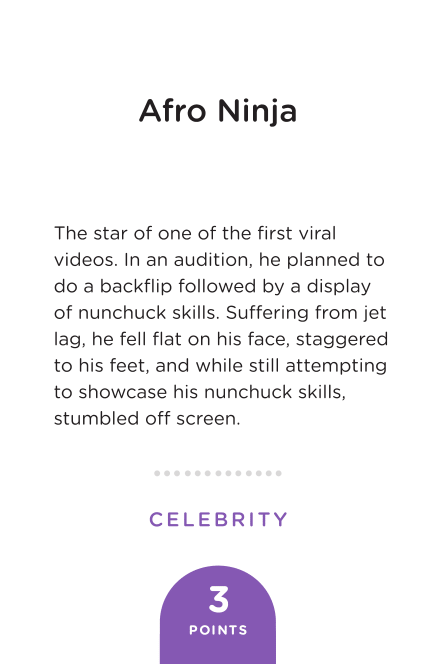 Afro Ninja
The star of one of the first viral
videos. In an audition, he planned to
do a backflip followed by a display
of nunchuck skills. Suffering from jet
lag, he fell flat on his face, staggered
to his feet, and while still attempting
to showcase his nunchuck skills,
stumbled off screen.
CELEBRITY
3
POINTS